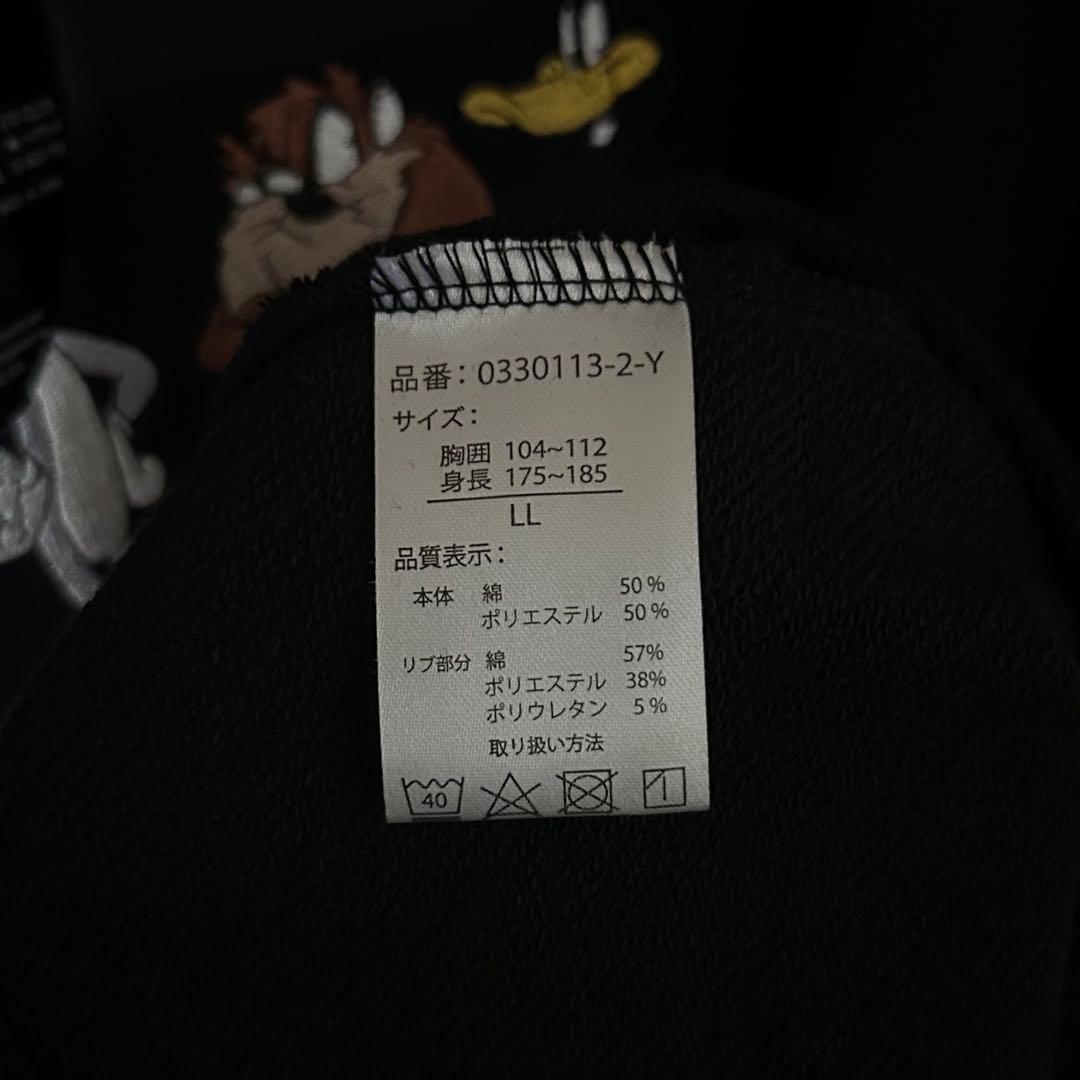 品番: 0330113-2-Y
サイズ:
胸囲 104~112
身長 175~185
LL
品質表示:
本体 綿 50%
ポリエステル 50%
リブ部分 綿 57%
ポリエステル 38%
ポリウレタン 5%
取り扱い方法
40